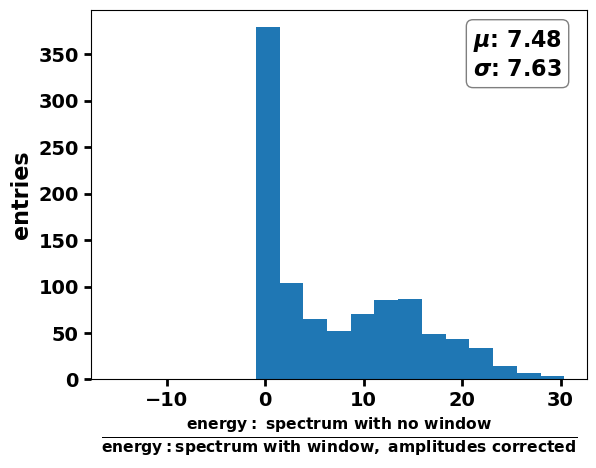 μ: 7.48
σ: 7.63
350
300
250
200
150
100
50
0
entries
−10 0 10 20 30
energy : spectrum with no window
energy : spectrum with window, amplitudes corrected